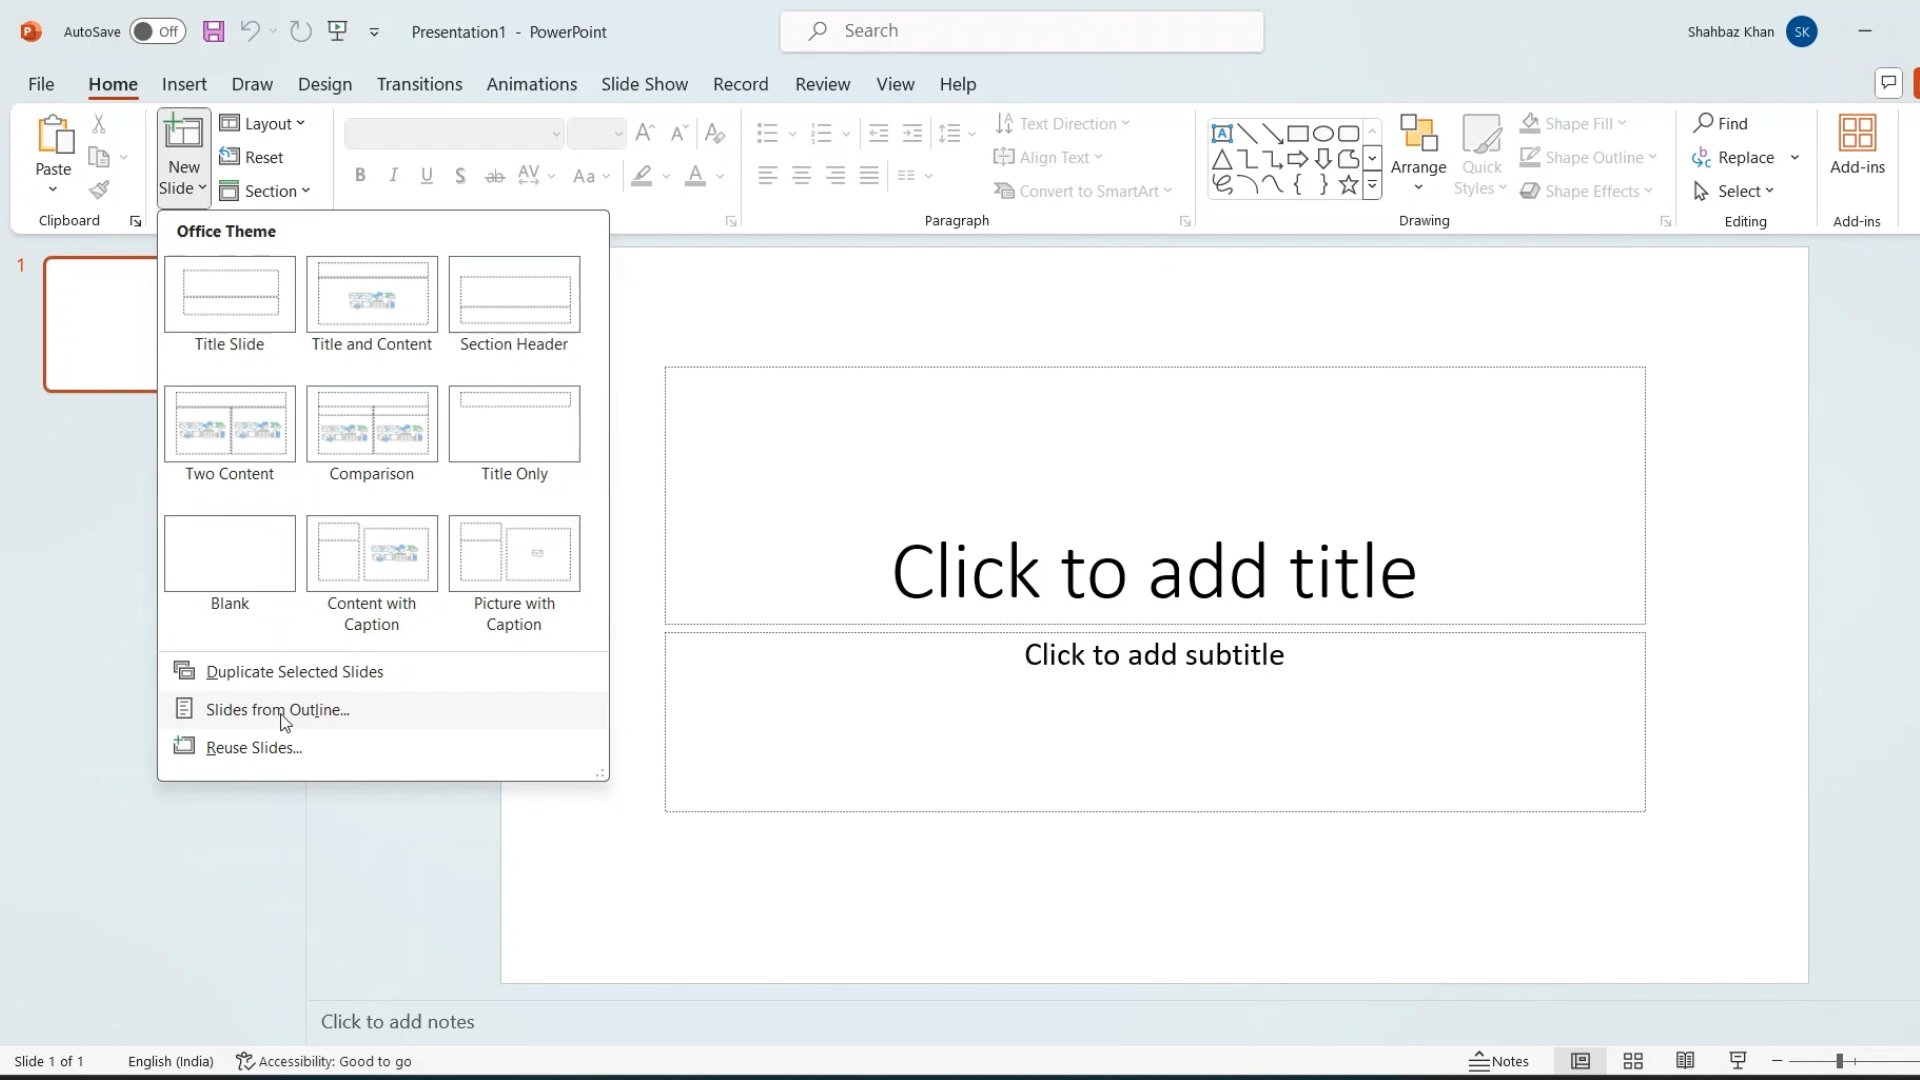 AutoSave Off Presentation1 - PowerPoint Search Shahbaz Khan SK
File Home Insert Draw Design Transitions Animations Slide Show Record Review View Help
Paste
Clipboard
New
Slide
Layout
Reset
Section
B I U S ab AV Aa A
Text Direction
Align Text
Convert to SmartArt
Paragraph
Arrange
Quick
Styles
Shape Fill
Shape Outline
Shape Effects
Drawing
Find
Replace
Select
Editing
Add-ins
Add-ins
1
Office Theme
Title Slide Title and Content Section Header
Two Content Comparison Title Only
Blank
Content with
Caption
Picture with
Caption
Duplicate Selected Slides
Slides from Outline...
Reuse Slides...
Click to add title
Click to add subtitle
Click to add notes
Slide 1 of 1 English (India) Accessibility: Good to go Notes